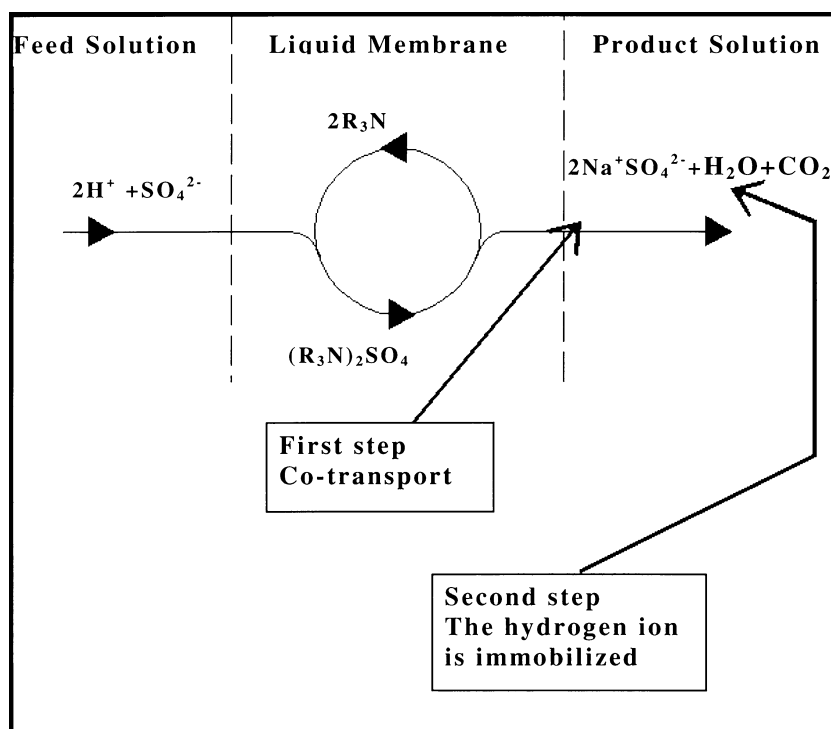 Feed Solution Liquid Membrane Product Solution
2R₃N
2H⁺ +SO₄²⁻
2Na⁺SO₄²⁻+H₂O+CO₂
(R₃N)₂SO₄
First step
Co-transport
Second step
The hydrogen ion
is immobilized